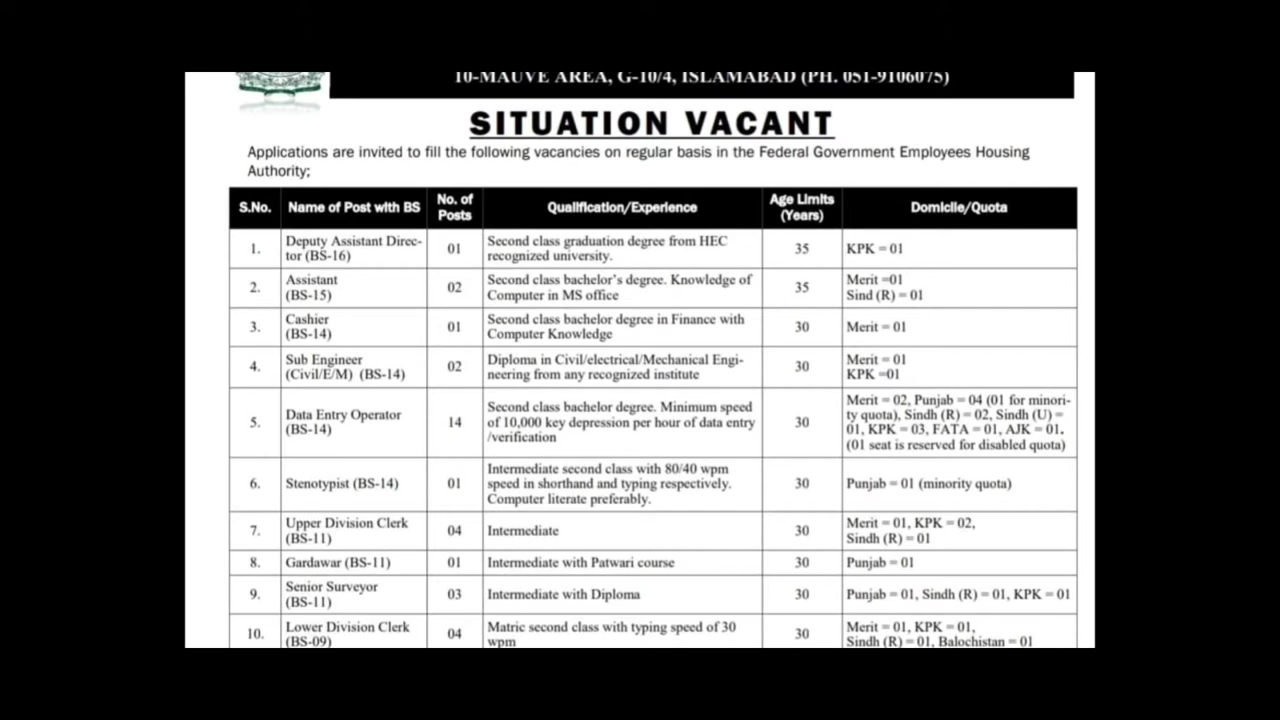 10-MAUVE AREA, G-10/4, ISLAMABAD (PH. 051-9106075)
SITUATION VACANT
Applications are invited to fill the following vacancies on regular basis in the Federal Government Employees Housing
Authority;
S.No. Name of Post with BS No. of Posts Qualification/Experience Age Limits (Years) Domicile/Quota
1. Deputy Assistant Direc-
tor (BS-16) 01 Second class graduation degree from HEC
recognized university. 35 KPK = 01
2. Assistant
(BS-15) 02 Second class bachelor's degree. Knowledge of
Computer in MS office 35 Merit =01
Sind (R) = 01
3. Cashier
(BS-14) 01 Second class bachelor degree in Finance with
Computer Knowledge 30 Merit = 01
4. Sub Engineer
(Civil/E/M) (BS-14) 02 Diploma in Civil/electrical/Mechanical Engi-
neering from any recognized institute 30 Merit = 01
KPK =01
5. Data Entry Operator
(BS-14) 14 Second class bachelor degree. Minimum speed
of 10,000 key depression per hour of data entry
/verification 30 Merit = 02, Punjab = 04 (01 for minori-
ty quota), Sindh (R) = 02, Sindh (U) =
01, KPK = 03, FATA = 01, AJK = 01.
(01 seat is reserved for disabled quota)
6. Stenotypist (BS-14) 01 Intermediate second class with 80/40 wpm
speed in shorthand and typing respectively.
Computer literate preferably. 30 Punjab = 01 (minority quota)
7. Upper Division Clerk
(BS-11) 04 Intermediate 30 Merit = 01, KPK = 02,
Sindh (R) = 01
8. Gardawar (BS-11) 01 Intermediate with Patwari course 30 Punjab = 01
9. Senior Surveyor
(BS-11) 03 Intermediate with Diploma 30 Punjab = 01, Sindh (R) = 01, KPK = 01
10. Lower Division Clerk
(BS-09) 04 Matric second class with typing speed of 30
wpm 30 Merit = 01, KPK = 01,
Sindh (R) = 01, Balochistan = 01